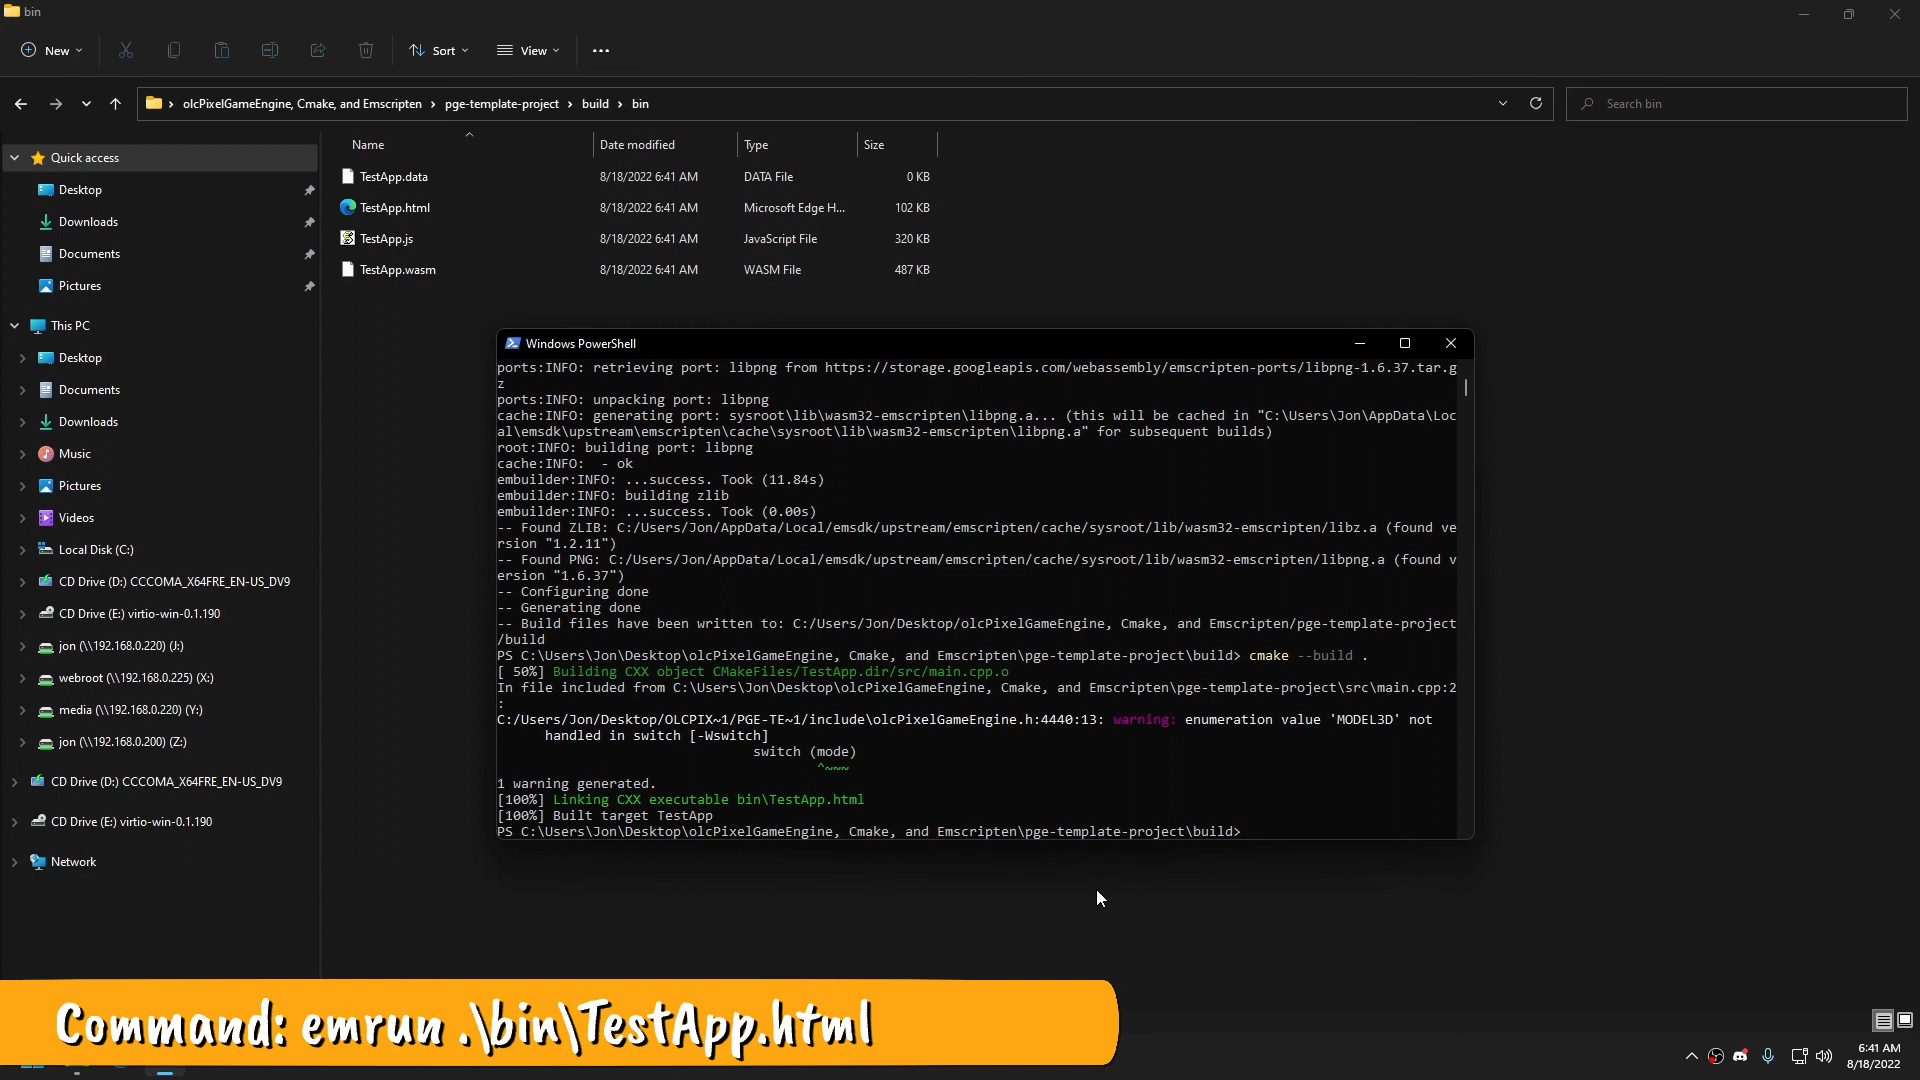 bin
New
Sort
View
olcPixelGameEngine, Cmake, and Emscripten
pge-template-project
build
bin
Search bin
Name
Date modified
Type
Size
TestApp.data 8/18/2022 6:41 AM DATA File 0 KB
TestApp.html 8/18/2022 6:41 AM Microsoft Edge H... 102 KB
TestApp.js 8/18/2022 6:41 AM JavaScript File 320 KB
TestApp.wasm 8/18/2022 6:41 AM WASM File 487 KB
Quick access
Desktop
Downloads
Documents
Pictures
This PC
Desktop
Documents
Downloads
Music
Pictures
Videos
Local Disk (C:)
CD Drive (D:) CCCOMA_X64FRE_EN-US_DV9
CD Drive (E:) virtio-win-0.1.190
jon (\\192.168.0.220) (J:)
webroot (\\192.168.0.225) (X:)
media (\\192.168.0.220) (Y:)
jon (\\192.168.0.200) (Z:)
CD Drive (D:) CCCOMA_X64FRE_EN-US_DV9
CD Drive (E:) virtio-win-0.1.190
Network
Windows PowerShell
ports:INFO: retrieving port: libpng from https://storage.googleapis.com/webassembly/emscripten-ports/libpng-1.6.37.tar.g
z
ports:INFO: unpacking port: libpng
cache:INFO: generating port: sysroot\lib\wasm32-emscripten\libpng.a... (this will be cached in "C:\Users\Jon\AppData\Loc
al\emsdk\upstream\emscripten\cache\sysroot\lib\wasm32-emscripten\libpng.a" for subsequent builds)
root:INFO: building port: libpng
cache:INFO:  - ok
embuilder:INFO: ...success. Took (11.84s)
embuilder:INFO: building zlib
embuilder:INFO: ...success. Took (0.00s)
-- Found ZLIB: C:/Users/Jon/AppData/Local/emsdk/upstream/emscripten/cache/sysroot/lib/wasm32-emscripten/libz.a (found ve
rsion "1.2.11")
-- Found PNG: C:/Users/Jon/AppData/Local/emsdk/upstream/emscripten/cache/sysroot/lib/wasm32-emscripten/libpng.a (found v
ersion "1.6.37")
-- Configuring done
-- Generating done
-- Build files have been written to: C:/Users/Jon/Desktop/olcPixelGameEngine, Cmake, and Emscripten/pge-template-project
/build
PS C:\Users\Jon\Desktop\olcPixelGameEngine, Cmake, and Emscripten\pge-template-project\build> cmake --build .
[ 50%] Building CXX object CMakeFiles/TestApp.dir/src/main.cpp.o
In file included from C:\Users\Jon\Desktop\olcPixelGameEngine, Cmake, and Emscripten\pge-template-project\src\main.cpp:2
:
C:/Users/Jon/Desktop/OLCPIX~1/PGE-TE~1/include\olcPixelGameEngine.h:4440:13: warning: enumeration value 'MODEL3D' not
handled in switch [-Wswitch]
switch (mode)
^~~~
1 warning generated.
[100%] Linking CXX executable bin\TestApp.html
[100%] Built target TestApp
PS C:\Users\Jon\Desktop\olcPixelGameEngine, Cmake, and Emscripten\pge-template-project\build>
Command: emrun .\bin\TestApp.html
6:41 AM
8/18/2022